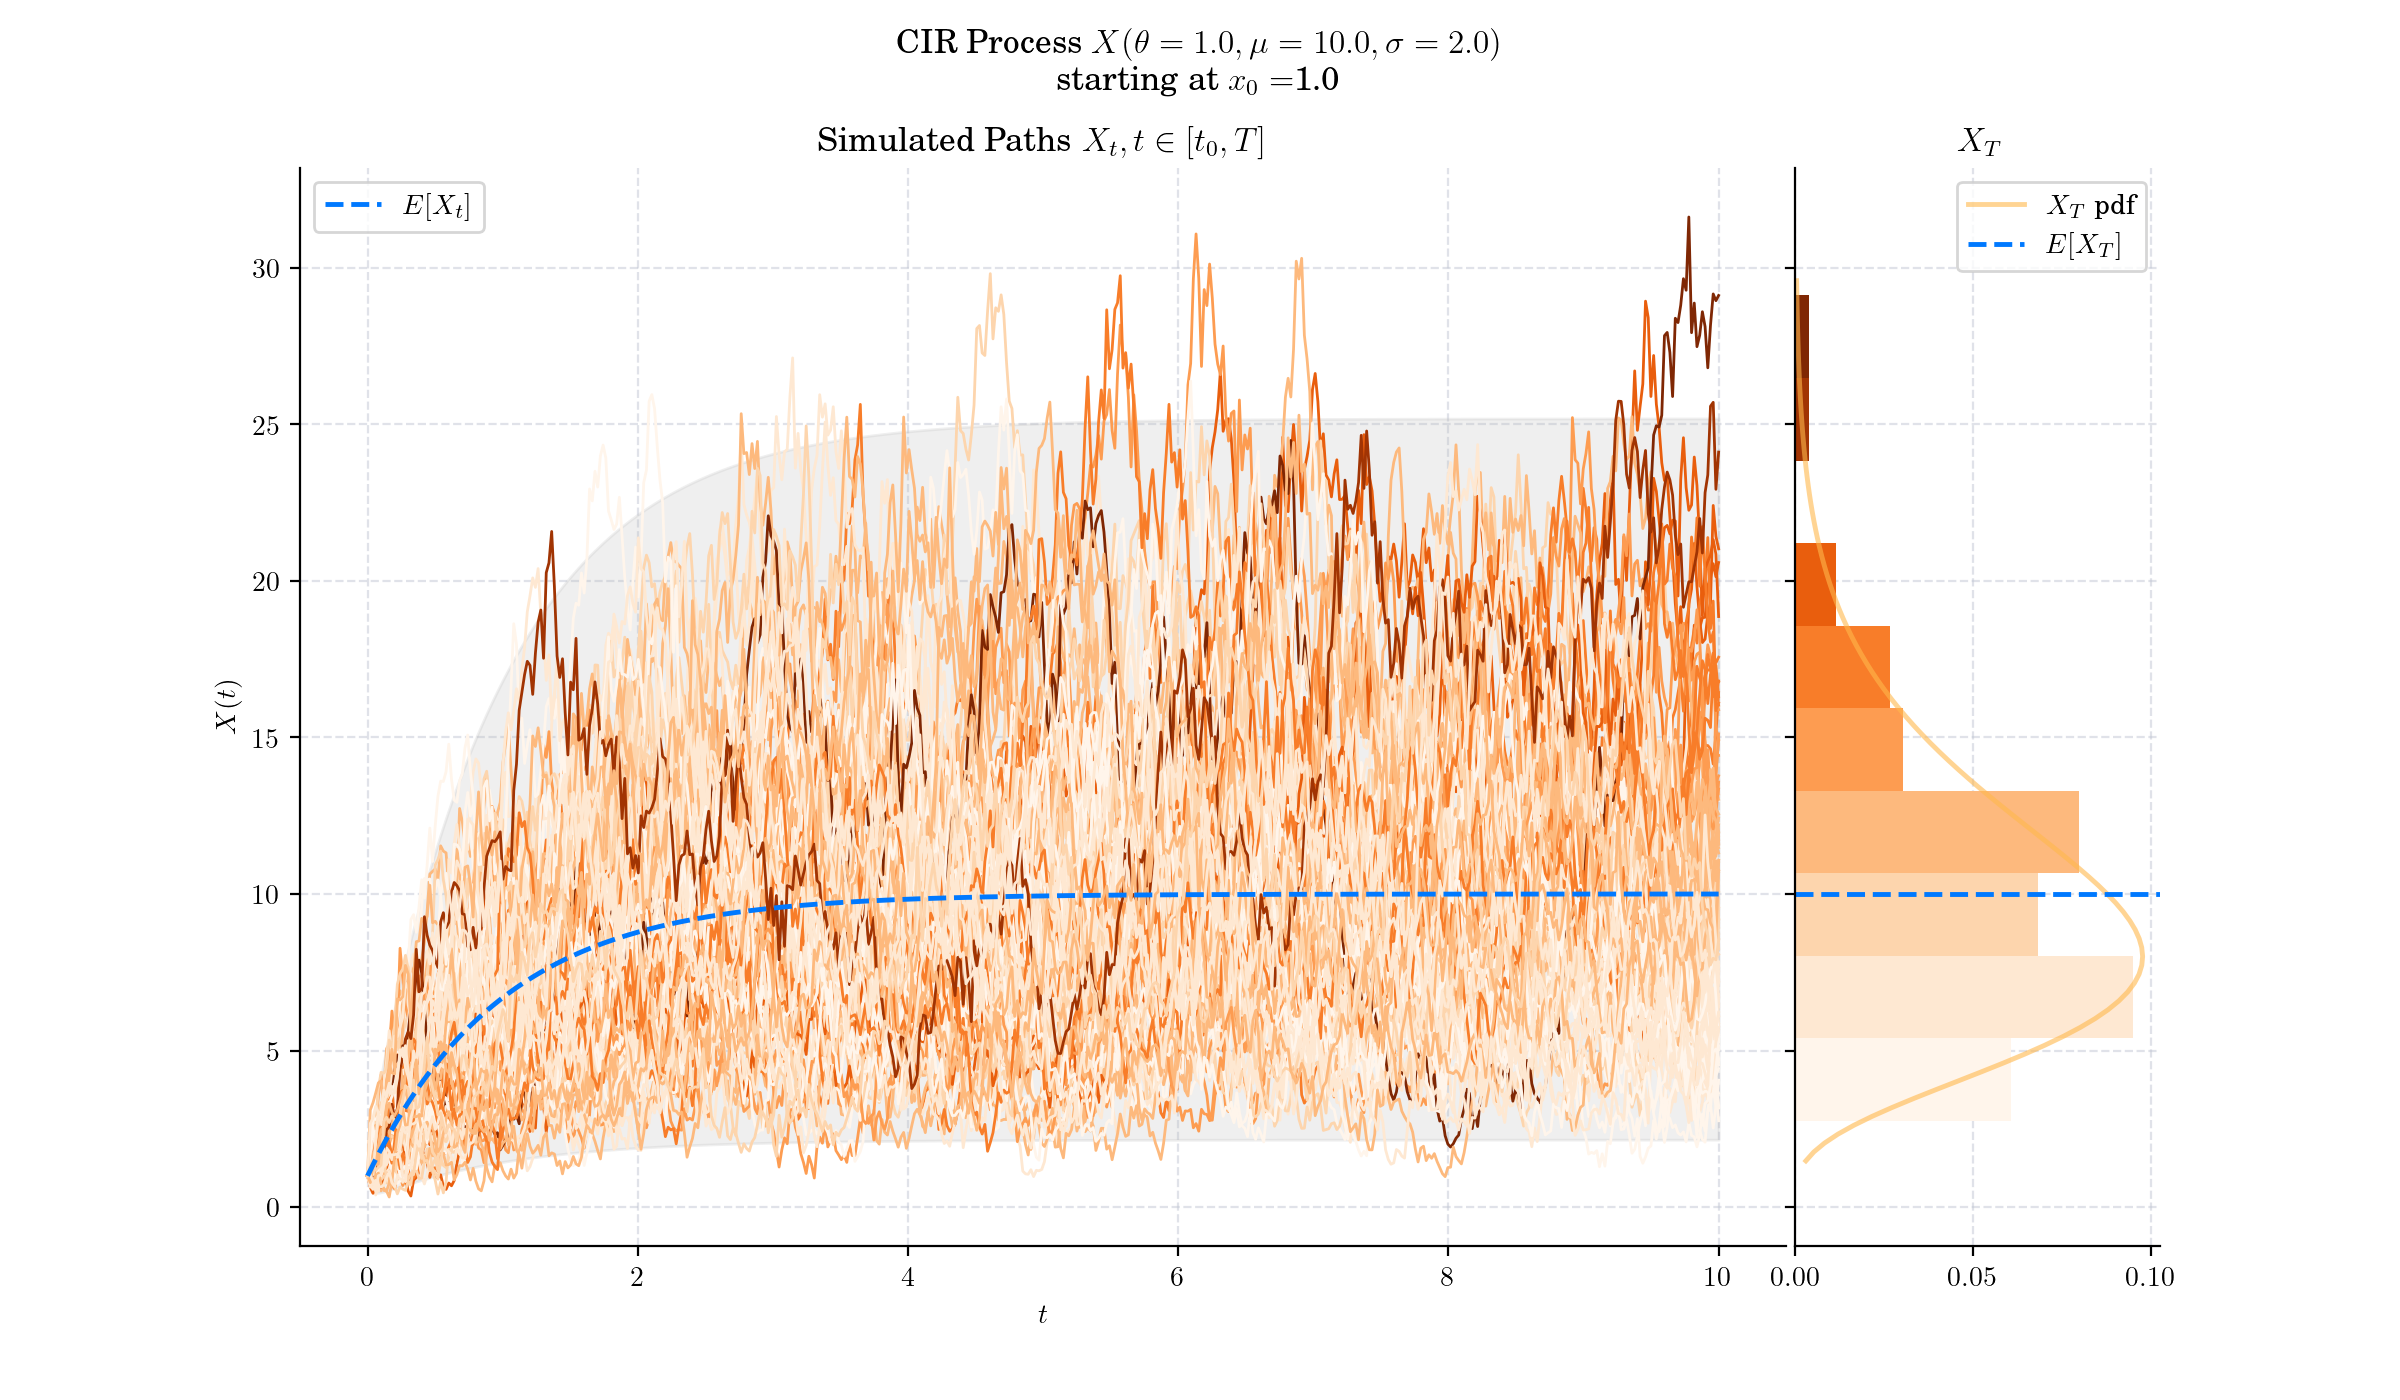 CIR Process X(θ = 1.0, μ = 10.0, σ = 2.0)
starting at x₀ =1.0
Simulated Paths Xₜ, t ∈ [t₀, T]
X_T
E[Xₜ]
X_T pdf
E[X_T]
30
25
20
15
10
5
0
X(t)
0
2
4
6
8
10
0.00
0.05
0.10
t